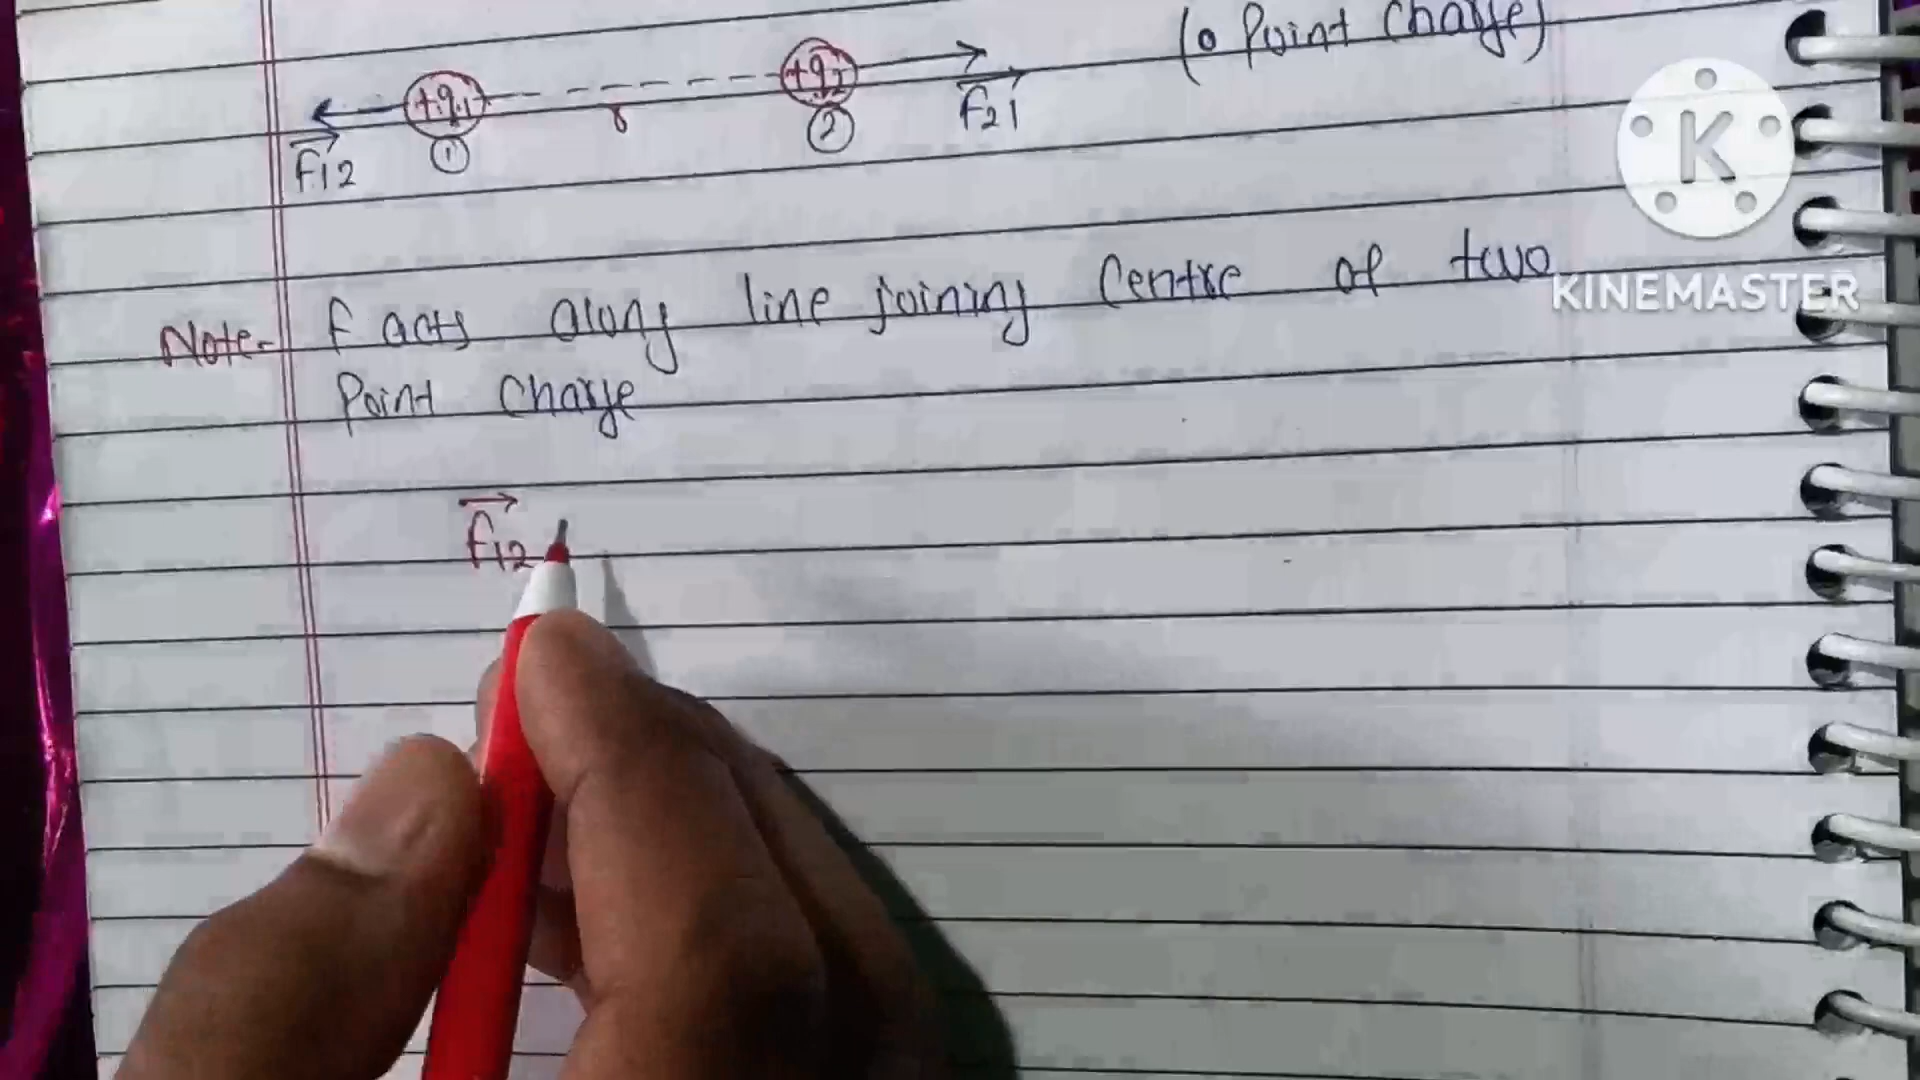 (o Point Charge)
+q1 +q2
r
F12 1 2 F21
K
KINEMASTER
Note- F acts along line joining Centre of two
Point Charge
F12